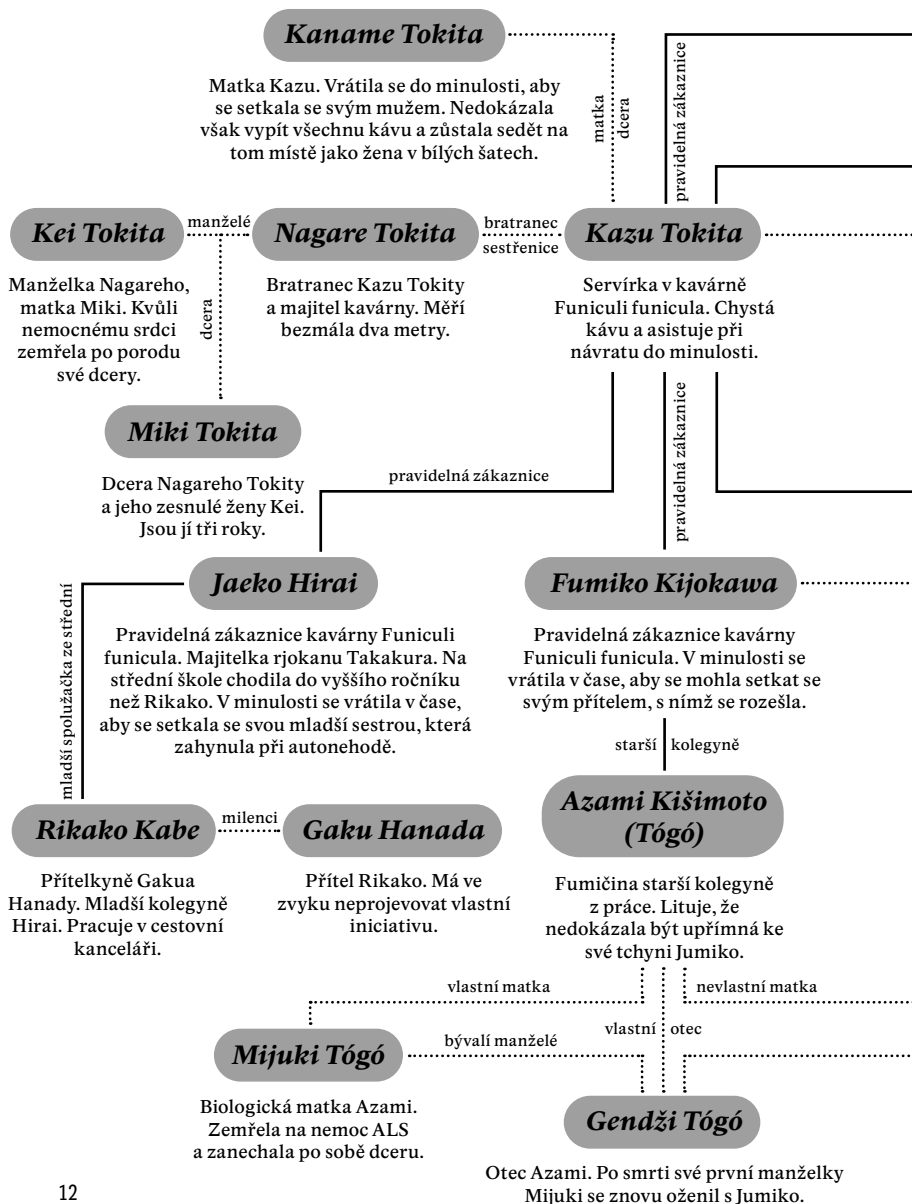 Kaname Tokita
Matka Kazu. Vrátila se do minulosti, aby
se setkala se svým mužem. Nedokázala
však vypít všechnu kávu a zůstala sedět na
tom místě jako žena v bílých šatech.
matka
dcera
pravidelná zákaznice
Kei Tokita
manželé
Nagare Tokita
bratranec
sestřenice
Kazu Tokita
Manželka Nagareho,
matka Miki. Kvůli
nemocnému srdci
zemřela po porodu
své dcery.
dcera
Bratranec Kazu Tokity
a majitel kavárny. Měří
bezmála dva metry.
Servírka v kavárně
Funiculi funicula. Chystá
kávu a asistuje při
návratu do minulosti.
Miki Tokita
Dcera Nagareho Tokity
a jeho zesnulé ženy Kei.
Jsou jí tři roky.
pravidelná zákaznice
pravidelná zákaznice
Jaeko Hirai
Pravidelná zákaznice kavárny Funiculi
funicula. Majitelka rjokanu Takakura. Na
střední škole chodila do vyššího ročníku
než Rikako. V minulosti se vrátila v čase,
aby se setkala se svou mladší sestrou, která
zahynula při autonehodě.
Fumiko Kijokawa
Pravidelná zákaznice kavárny
Funiculi funicula. V minulosti se
vrátila v čase, aby se mohla setkat se
svým přítelem, s nímž se rozešla.
mladší spolužačka ze střední
starší kolegyně
Rikako Kabe
milenci
Gaku Hanada
Azami Kišimoto
(Tógó)
Přítelkyně Gakua
Hanady. Mladší kolegyně
Hirai. Pracuje v cestovní
kanceláři.
Přítel Rikako. Má ve
zvyku neprojevovat vlastní
iniciativu.
Fumičina starší kolegyně
z práce. Lituje, že
nedokázala být upřímná ke
své tchyni Jumiko.
vlastní matka
nevlastní matka
Mijuki Tógó
bývalí manželé
vlastní otec
Biologická matka Azami.
Zemřela na nemoc ALS
a zanechala po sobě dceru.
Gendži Tógó
Otec Azami. Po smrti své první manželky
Mijuki se znovu oženil s Jumiko.
12